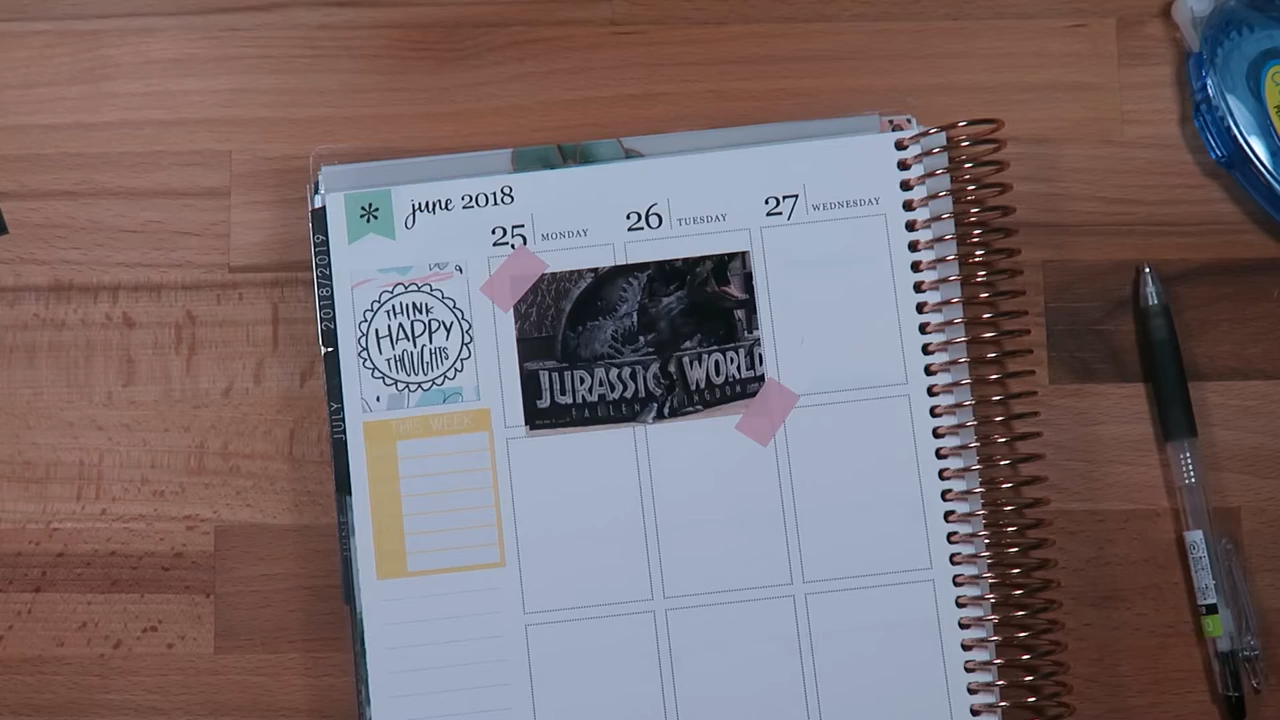 * june 2018
25 MONDAY
26 TUESDAY
27 WEDNESDAY
THINK
HAPPY
THOUGHTS
JURASSIC WORLD
FALLEN KINGDOM
THIS WEEK
2018/2019
JULY
JUNE